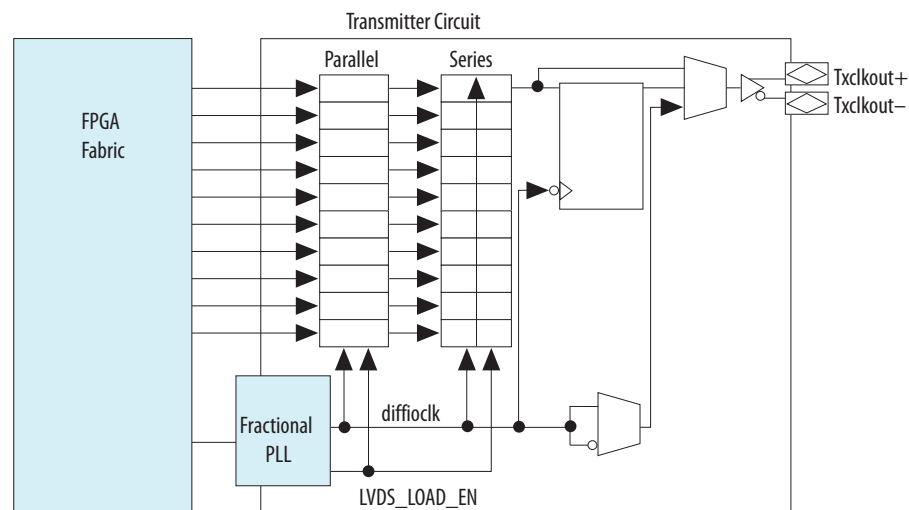 Transmitter Circuit
Parallel
Series
FPGA
Fabric
Txclkout+
Txclkout–
Fractional
PLL
diffioclk
LVDS_LOAD_EN